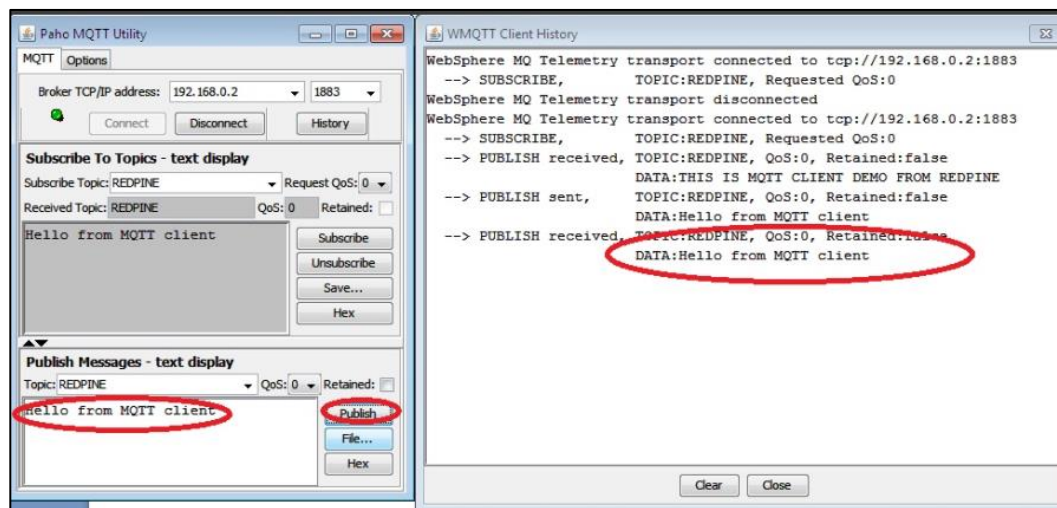 Paho MQTT Utility
MQTT Options
Broker TCP/IP address: 192.168.0.2 1883
Connect Disconnect History
Subscribe To Topics - text display
Subscribe Topic: REDPINE Request QoS: 0
Received Topic: REDPINE QoS: 0 Retained:
Hello from MQTT client
Subscribe
Unsubscribe
Save...
Hex
Publish Messages - text display
Topic: REDPINE QoS: 0 Retained:
Hello from MQTT client
Publish
File...
Hex
WMQTT Client History
WebSphere MQ Telemetry transport connected to tcp://192.168.0.2:1883
--> SUBSCRIBE, TOPIC:REDPINE, Requested QoS:0
WebSphere MQ Telemetry transport disconnected
WebSphere MQ Telemetry transport connected to tcp://192.168.0.2:1883
--> SUBSCRIBE, TOPIC:REDPINE, Requested QoS:0
--> PUBLISH received, TOPIC:REDPINE, QoS:0, Retained:false
DATA:THIS IS MQTT CLIENT DEMO FROM REDPINE
--> PUBLISH sent, TOPIC:REDPINE, QoS:0, Retained:false
DATA:Hello from MQTT client
--> PUBLISH received, TOPIC:REDPINE, QoS:0, Retained:false
DATA:Hello from MQTT client
Clear Close